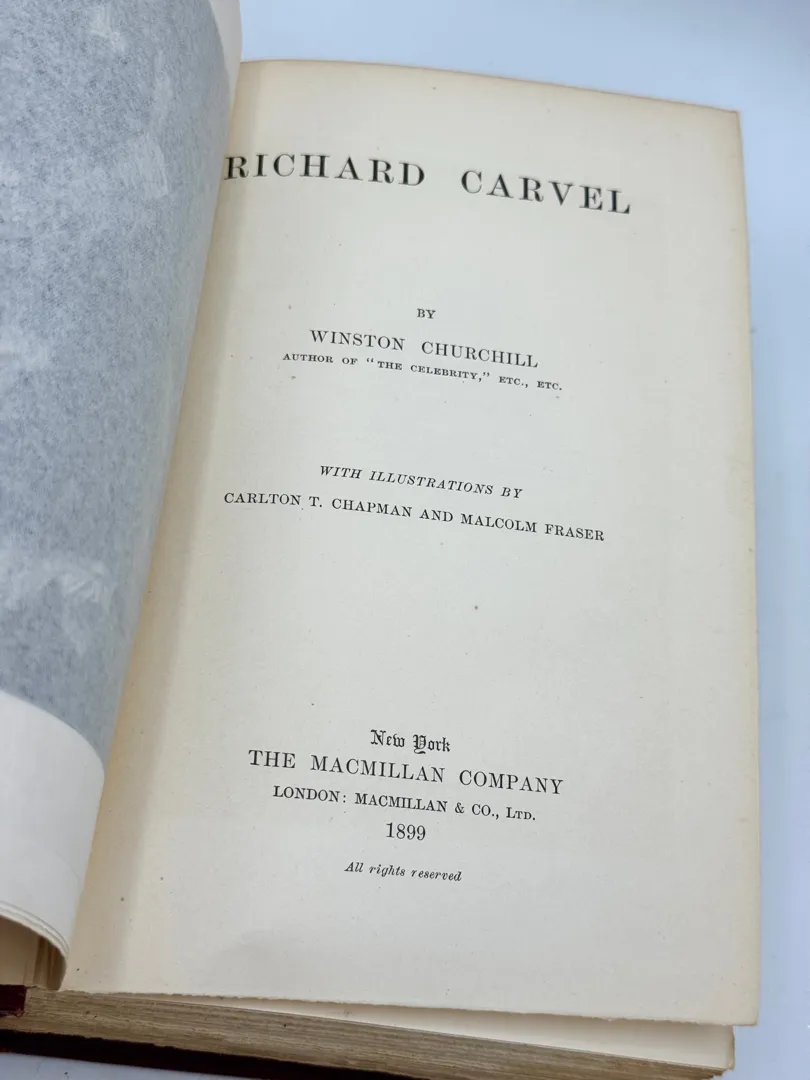 RICHARD CARVEL
BY
WINSTON CHURCHILL
AUTHOR OF "THE CELEBRITY," ETC., ETC.
WITH ILLUSTRATIONS BY
CARLTON T. CHAPMAN AND MALCOLM FRASER
New York
THE MACMILLAN COMPANY
LONDON: MACMILLAN & CO., LTD.
1899
All rights reserved